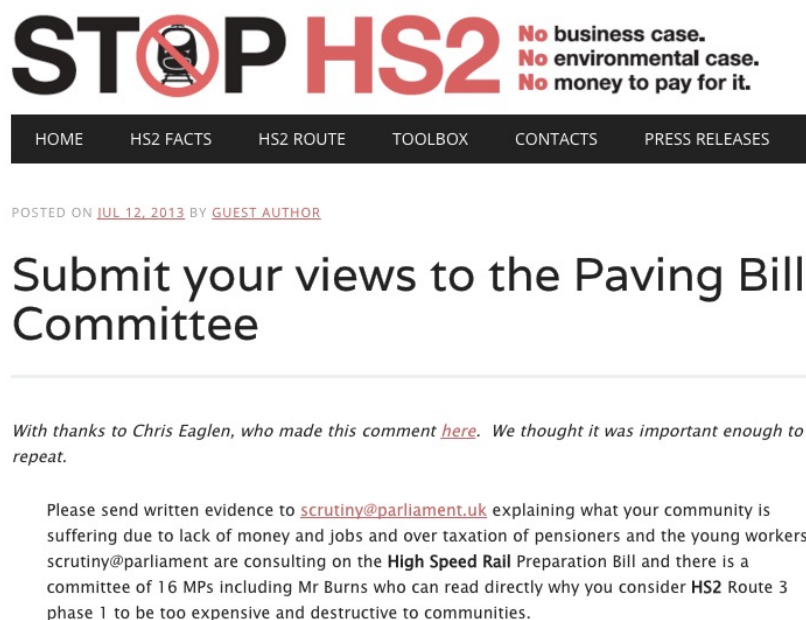 STOP HS2
No business case.
No environmental case.
No money to pay for it.
HOME HS2 FACTS HS2 ROUTE TOOLBOX CONTACTS PRESS RELEASES
POSTED ON JUL 12, 2013 BY GUEST AUTHOR
Submit your views to the Paving Bill
Committee
With thanks to Chris Eaglen, who made this comment here. We thought it was important enough to
repeat.
Please send written evidence to scrutiny@parliament.uk explaining what your community is
suffering due to lack of money and jobs and over taxation of pensioners and the young workers
scrutiny@parliament are consulting on the High Speed Rail Preparation Bill and there is a
committee of 16 MPs including Mr Burns who can read directly why you consider HS2 Route 3
phase 1 to be too expensive and destructive to communities.